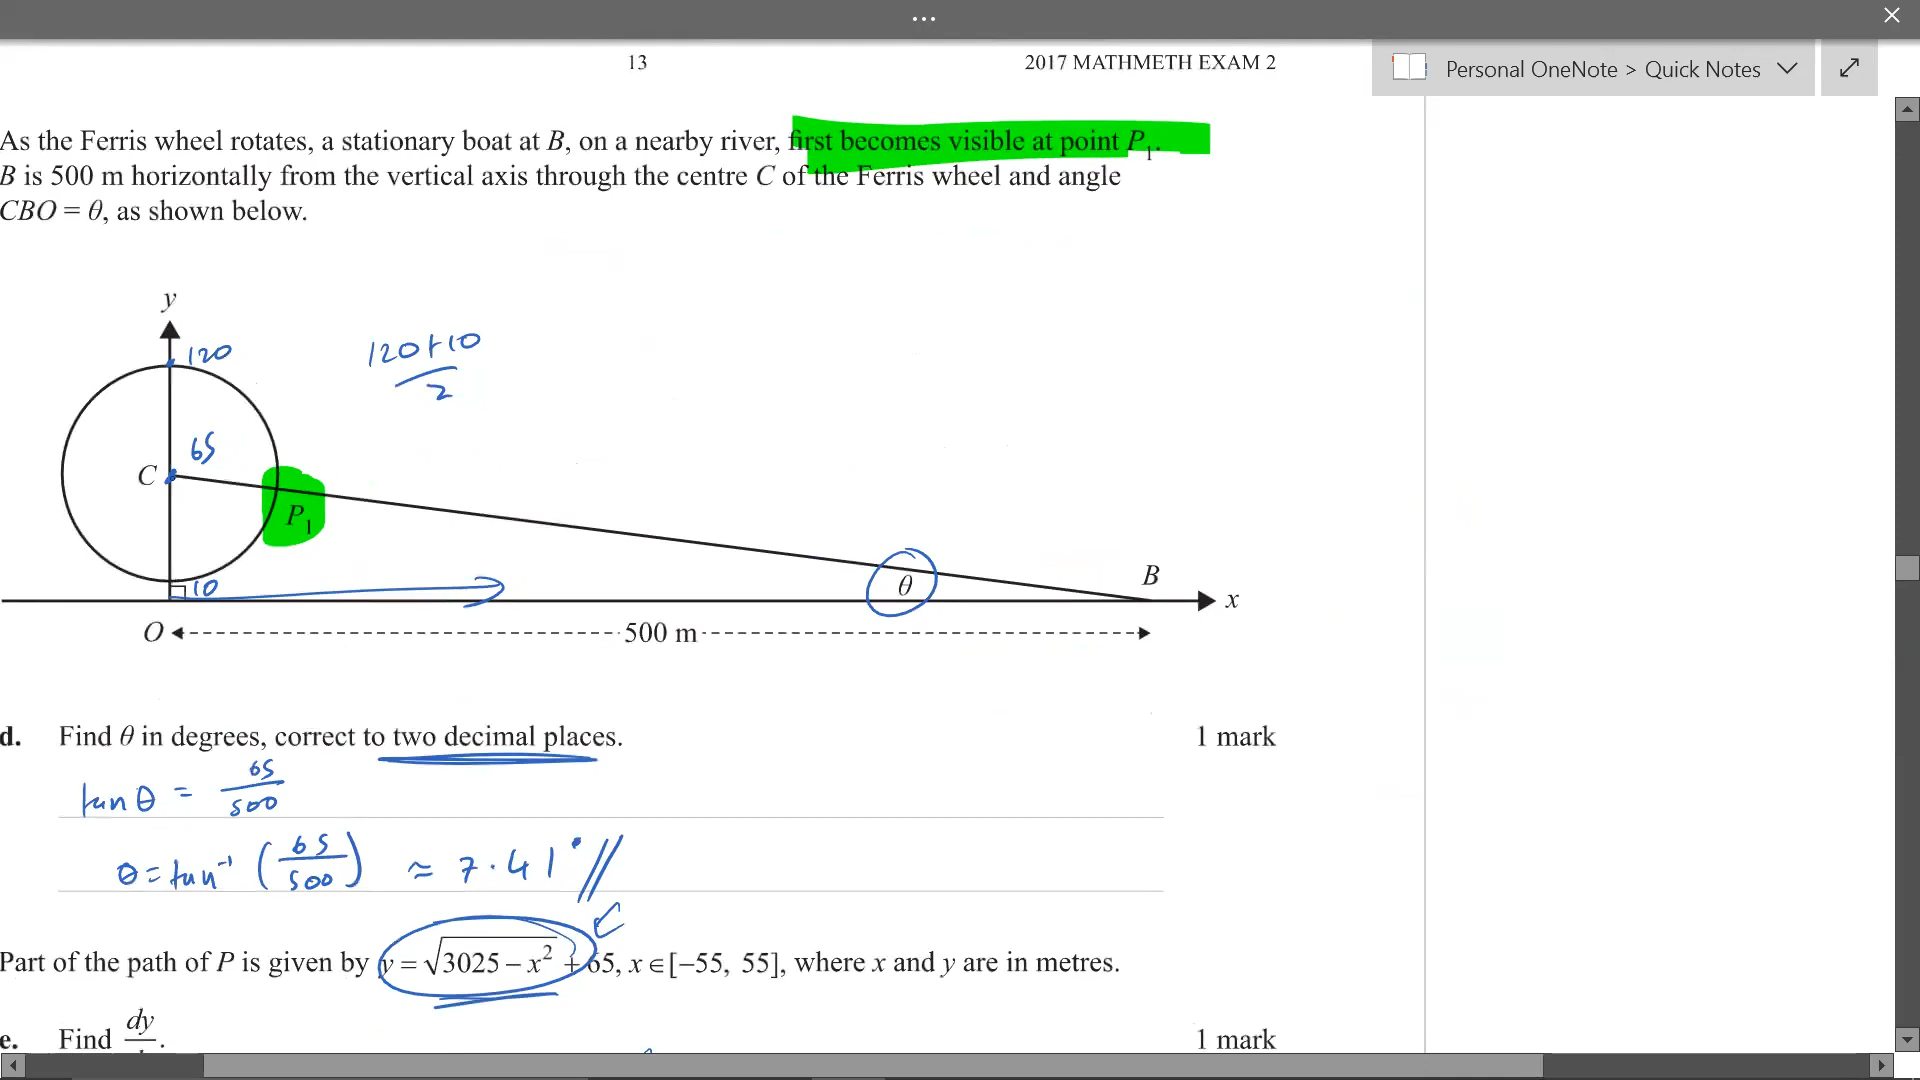 ...
13
2017 MATHMETH EXAM 2
Personal OneNote > Quick Notes
As the Ferris wheel rotates, a stationary boat at B, on a nearby river, first becomes visible at point P₁.
B is 500 m horizontally from the vertical axis through the centre C of the Ferris wheel and angle
CBO = θ, as shown below.
y
120
120+10
2
65
C
P₁
B
10
θ
x
O
500 m
d. Find θ in degrees, correct to two decimal places. 1 mark
tan θ = 65/500
θ = tan⁻¹ (65/500) ≈ 7.41° //
Part of the path of P is given by y = √(3025 − x²) + 65, x ∈ [−55, 55], where x and y are in metres.
e. Find dy 1 mark